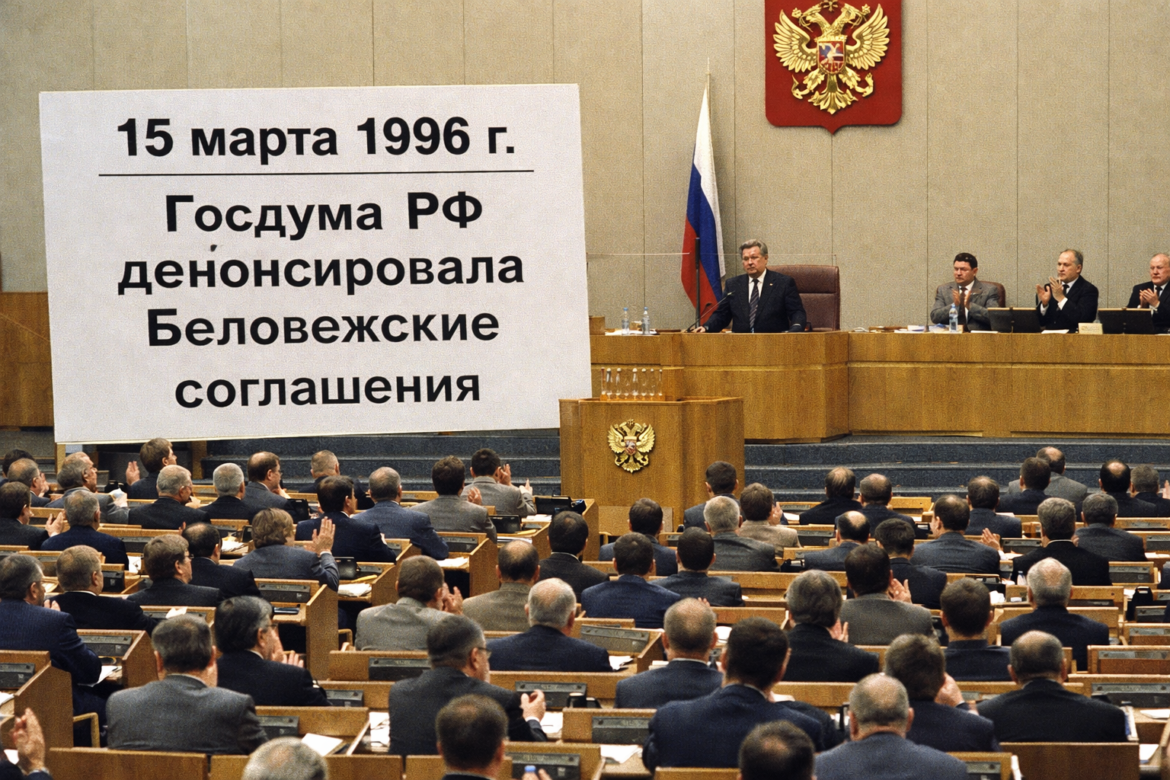 15 марта 1996 г.
Госдума РФ
денонсировала
Беловежские
соглашения